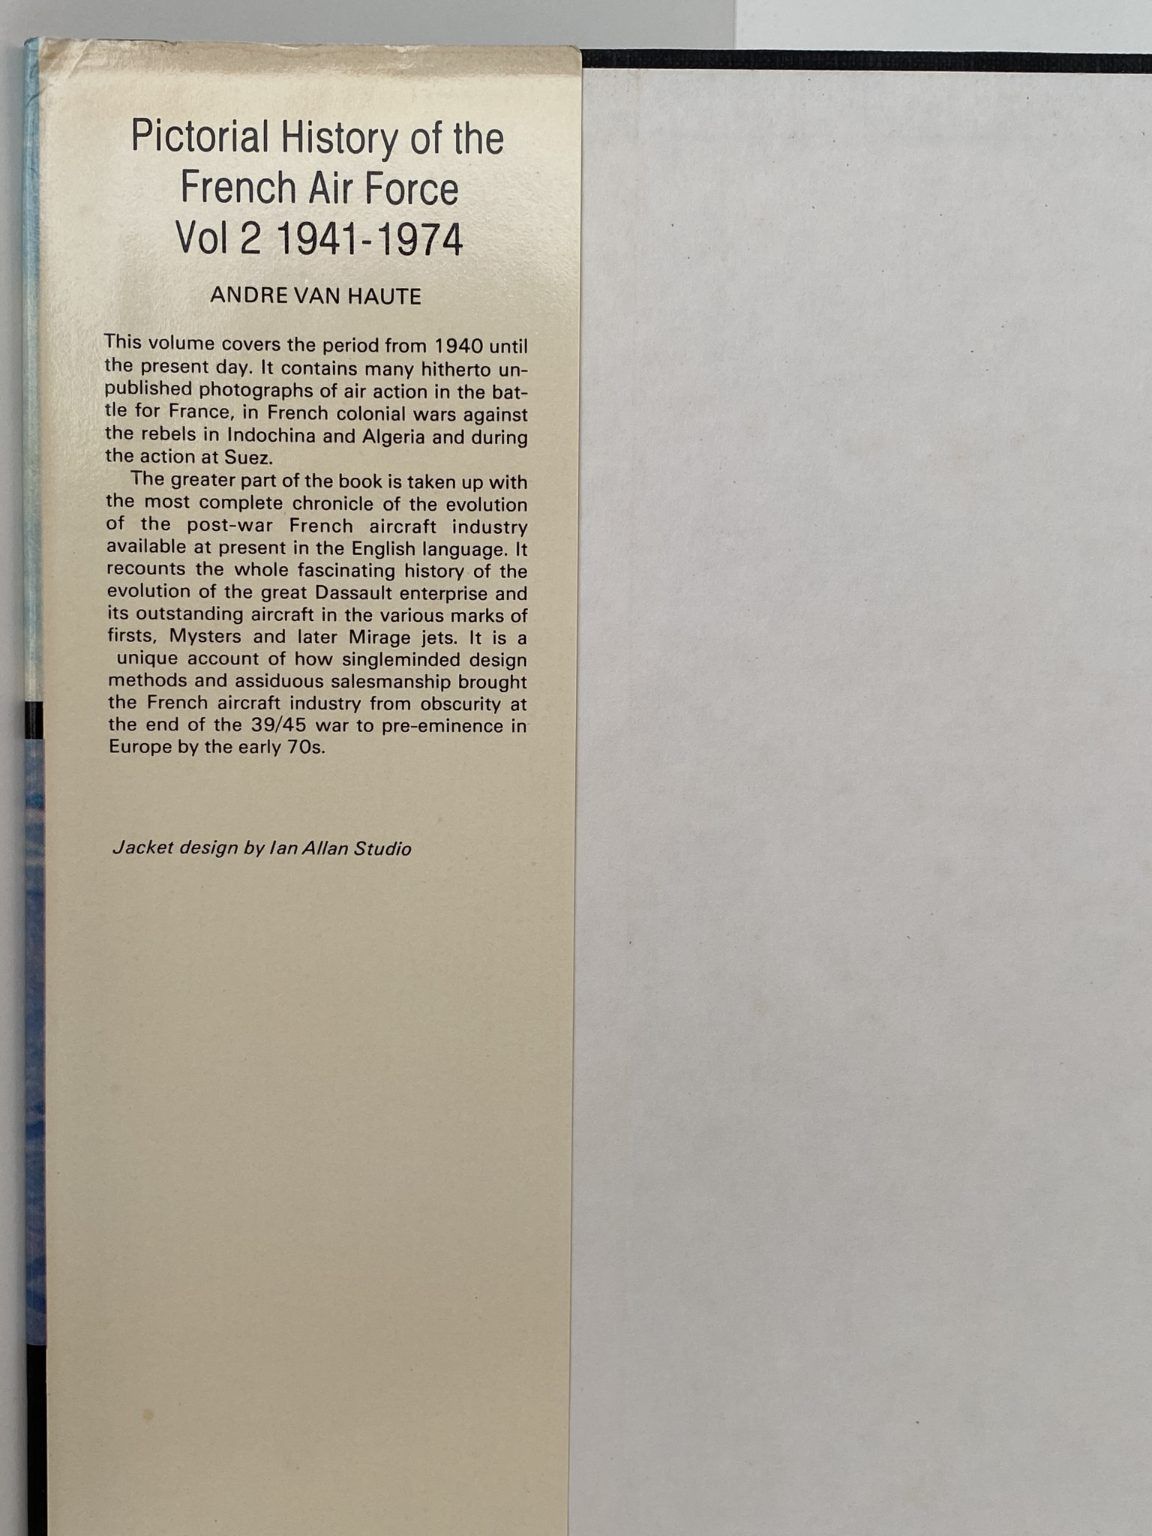 Pictorial History of the
French Air Force
Vol 2 1941-1974
ANDRE VAN HAUTE
This volume covers the period from 1940 until
the present day. It contains many hitherto un-
published photographs of air action in the bat-
tle for France, in French colonial wars against
the rebels in Indochina and Algeria and during
the action at Suez.
The greater part of the book is taken up with
the most complete chronicle of the evolution
of the post-war French aircraft industry
available at present in the English language. It
recounts the whole fascinating history of the
evolution of the great Dassault enterprise and
its outstanding aircraft in the various marks of
firsts, Mysters and later Mirage jets. It is a
unique account of how singleminded design
methods and assiduous salesmanship brought
the French aircraft industry from obscurity at
the end of the 39/45 war to pre-eminence in
Europe by the early 70s.
Jacket design by Ian Allan Studio